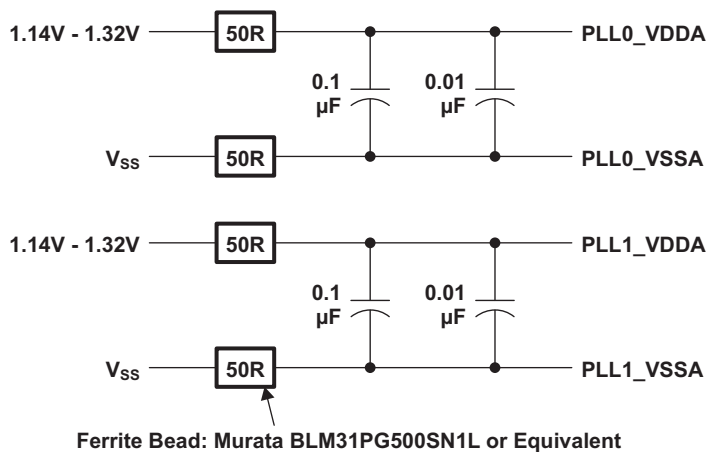 1.14V - 1.32V 50R PLL0_VDDA
0.1 0.01
µF µF
VSS 50R PLL0_VSSA
1.14V - 1.32V 50R PLL1_VDDA
0.1 0.01
µF µF
VSS 50R PLL1_VSSA
Ferrite Bead: Murata BLM31PG500SN1L or Equivalent